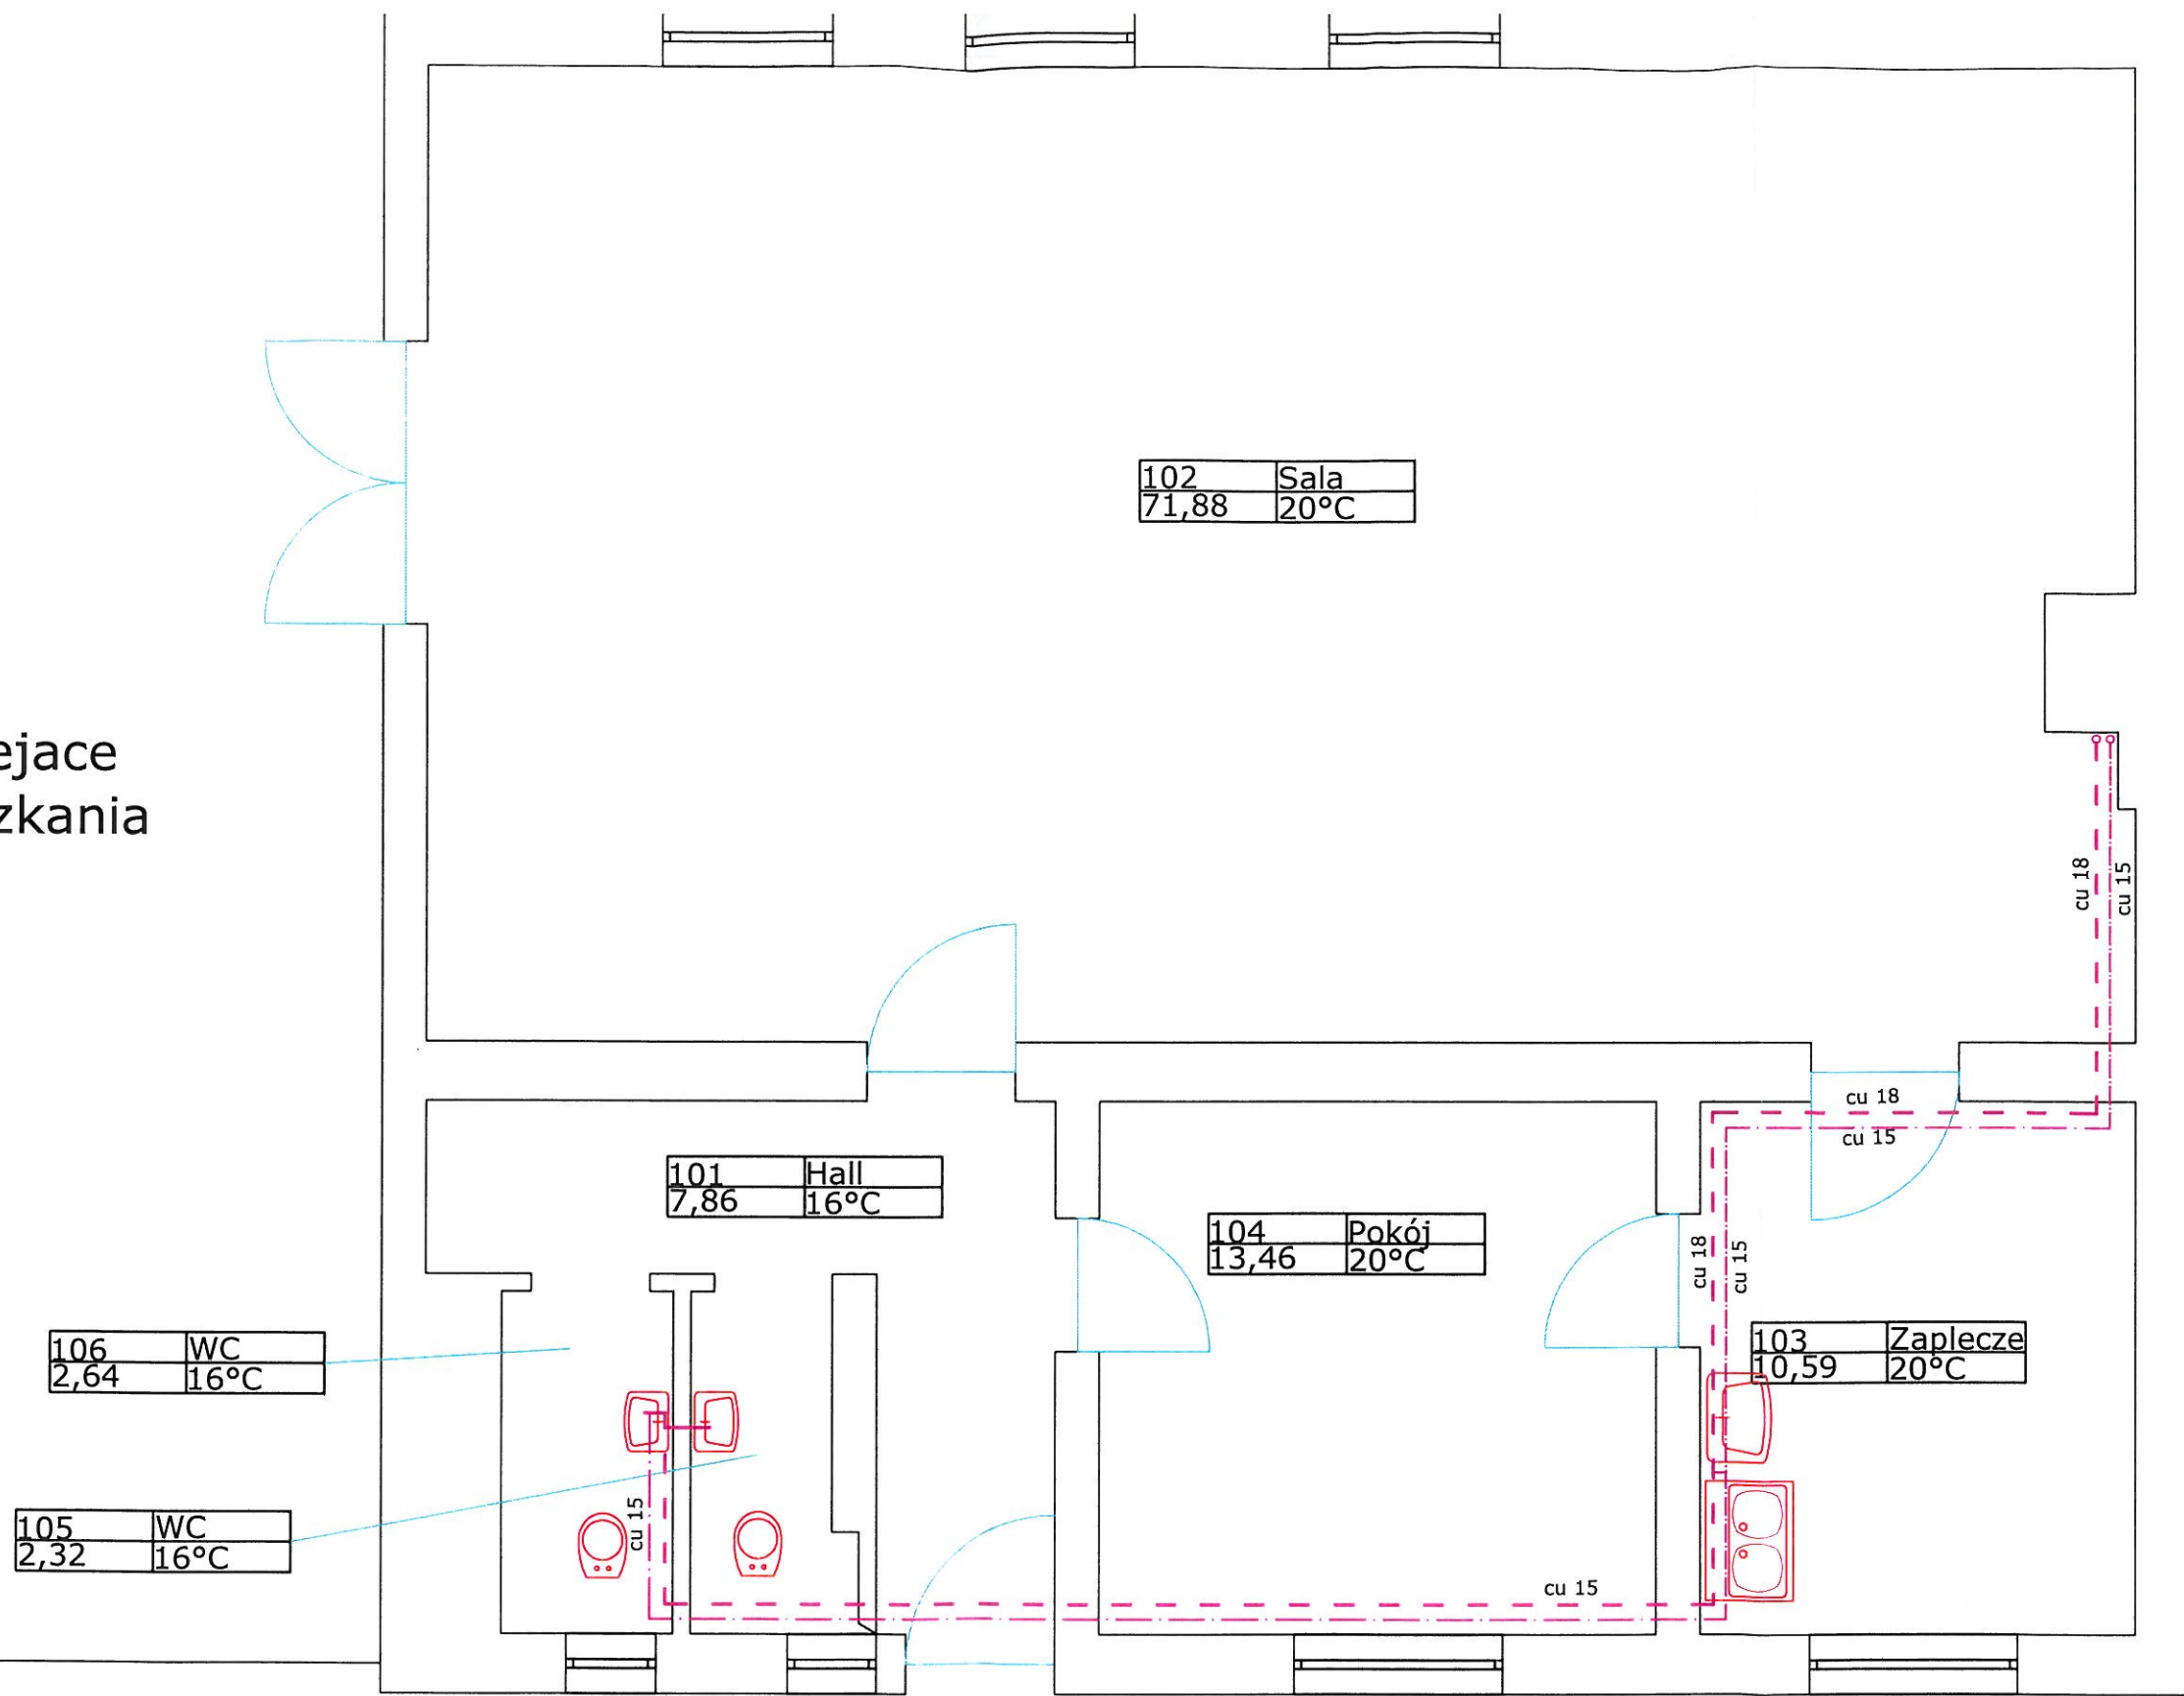 102 Sala
71,88 20°C
ejace
zkania
cu 18
cu 15
cu 18
cu 15
101 Hall
7,86 16°C
104 Pokój
13,46 20°C
cu 18
cu 15
103 Zaplecze
10,59 20°C
106 WC
2,64 16°C
105 WC
2,32 16°C
cu 15
cu 15